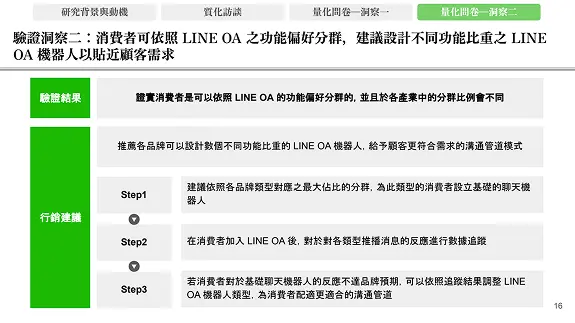 研究背景與動機
質化訪談
量化問卷—洞察一
量化問卷—洞察二
驗證洞察二：消費者可依照 LINE OA 之功能偏好分群，建議設計不同功能比重之 LINE
OA 機器人以貼近顧客需求
驗證結果
證實消費者是可以依照 LINE OA 的功能偏好分群的，並且於各產業中的分群比例會不同
行銷建議
推薦各品牌可以設計數個不同功能比重的 LINE OA 機器人，給予顧客更符合需求的溝通管道模式
Step1
建議依照各品牌類型對應之最大佔比的分群，為此類型的消費者設立基礎的聊天機
器人
Step2
在消費者加入 LINE OA 後，對於對各類型推播消息的反應進行數據追蹤
Step3
若消費者對於基礎聊天機器人的反應不達品牌預期，可以依照追蹤結果調整 LINE
OA 機器人類型，為消費者配適更適合的溝通管道
16